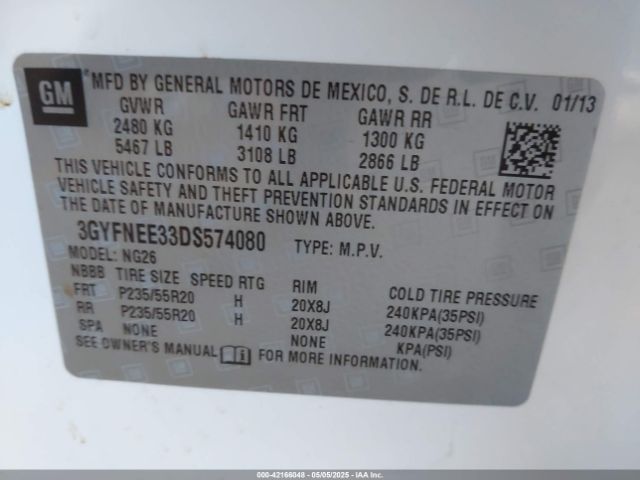 GM
*MFD BY GENERAL MOTORS DE MEXICO, S. DE R.L. DE C.V. 01/13
GVWR GAWR FRT GAWR RR
2480 KG 1410 KG 1300 KG
5467 LB 3108 LB 2866 LB
THIS VEHICLE CONFORMS TO ALL APPLICABLE U.S. FEDERAL MOTOR
VEHICLE SAFETY AND THEFT PREVENTION STANDARDS IN EFFECT ON
THE DATE OF MANUFACTURE SHOWN ABOVE.
3GYFNEE33DS574080 TYPE: M.P.V.
MODEL: NG26
NBBB TIRE SIZE SPEED RTG RIM COLD TIRE PRESSURE
FRT P235/55R20 H 20X8J 240KPA(35PSI)
RR P235/55R20 H 20X8J 240KPA(35PSI)
SPA NONE NONE KPA(PSI)
SEE OWNER'S MANUAL FOR MORE INFORMATION.
000-42166048 - 05/05/2025 - IAAI, Inc.